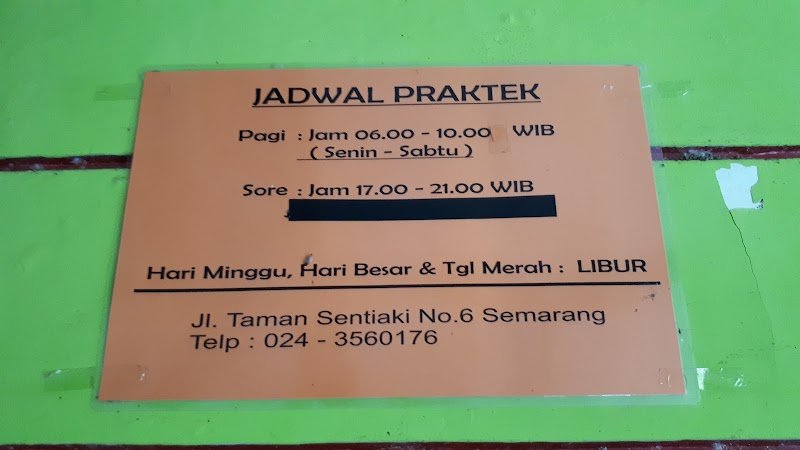 JADWAL PRAKTEK
Pagi : Jam 06.00 - 10.00 WIB
( Senin - Sabtu )
Sore : Jam 17.00 - 21.00 WIB
Hari Minggu, Hari Besar & Tgl Merah : LIBUR
Jl. Taman Sentiaki No.6 Semarang
Telp : 024 - 3560176